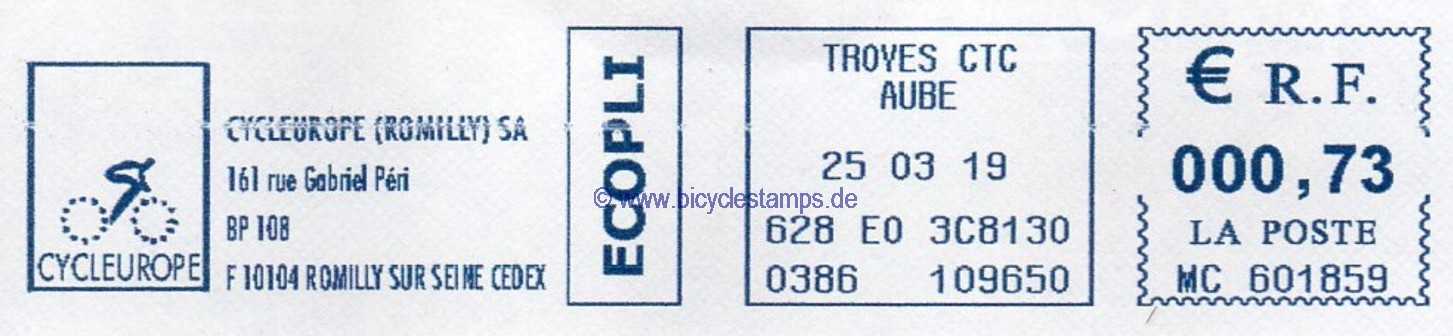 CYCLEUROPE
CYCLEUROPE (ROMILLY) SA
161 rue Gabriel Péri
BP 108
F 10104 ROMILLY SUR SEINE CEDEX
ECOPLI
TROYES CTC
AUBE
25 03 19
628 E0 3C8130
0386 109650
€ R.F.
000,73
LA POSTE
MC 601859
© www.bicyclestamps.de